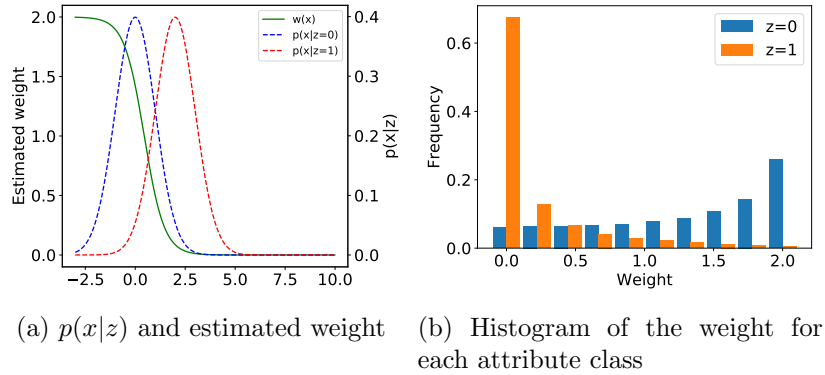 w(x)
p(x|z=0)
p(x|z=1)
2.0
1.5
1.0
0.5
0.0
Estimated weight
0.4
0.3
0.2
0.1
0.0
p(x|z)
−2.5 0.0 2.5 5.0 7.5 10.0
(a) p(x|z) and estimated weight
z=0
z=1
0.6
0.4
0.2
0.0
Frequency
0.0 0.5 1.0 1.5 2.0
Weight
(b) Histogram of the weight for
each attribute class